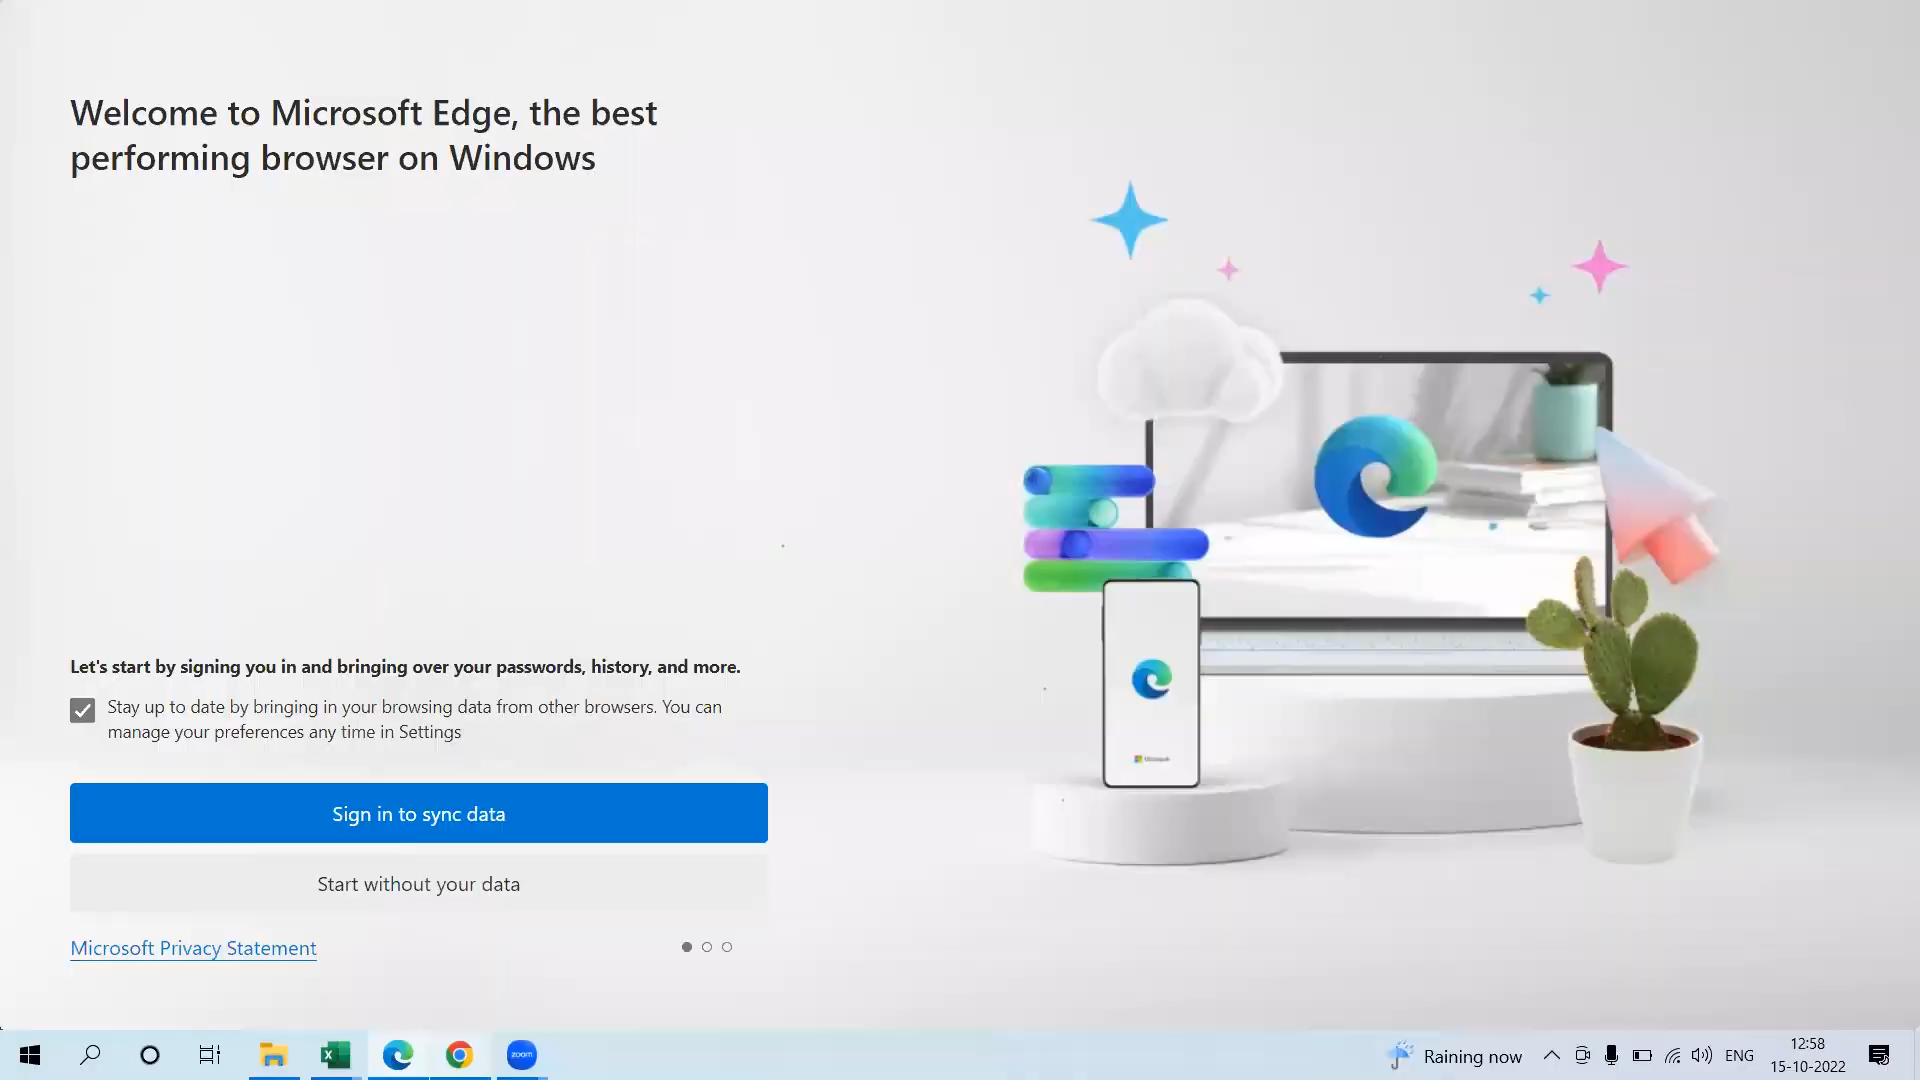 Welcome to Microsoft Edge, the best
performing browser on Windows
Let's start by signing you in and bringing over your passwords, history, and more.
Stay up to date by bringing in your browsing data from other browsers. You can
manage your preferences any time in Settings
Sign in to sync data
Start without your data
Microsoft Privacy Statement
Microsoft
zoom
Raining now
ENG
12:58
15-10-2022